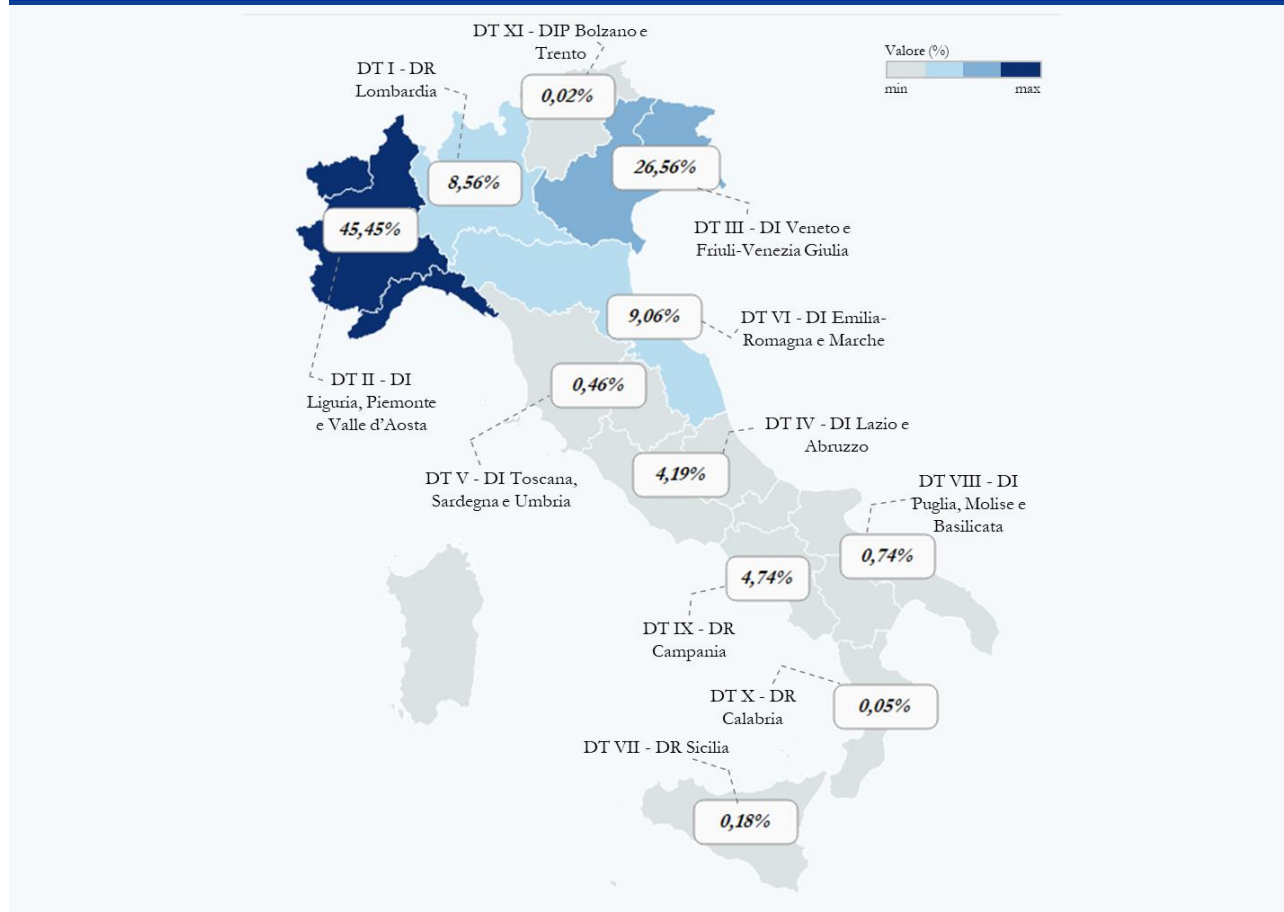 DT XI - DIP Bolzano e
Trento
Valore (%)
min
max
DT I - DR
Lombardia
0,02%
26,56%
8,56%
45,45%
DT III - DI Veneto e
Friuli-Venezia Giulia
9,06%
DT VI - DI Emilia-
Romagna e Marche
DT II - DI
Liguria, Piemonte
e Valle d'Aosta
0,46%
DT IV - DI Lazio e
Abruzzo
4,19%
DT V - DI Toscana,
Sardegna e Umbria
DT VIII - DI
Puglia, Molise e
Basilicata
0,74%
4,74%
DT IX - DR
Campania
DT X - DR
Calabria
0,05%
DT VII - DR Sicilia
0,18%